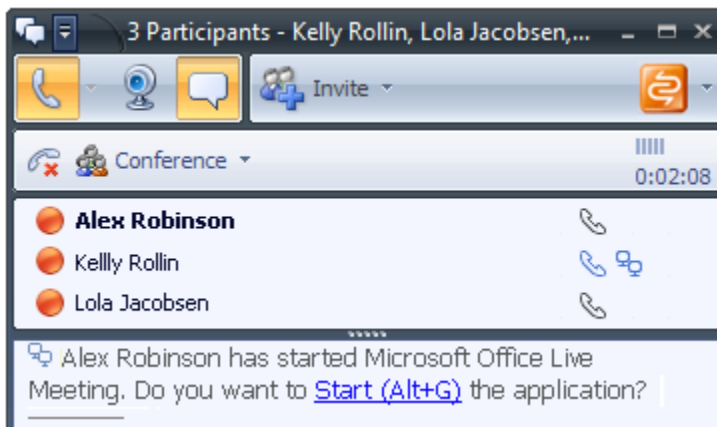 3 Participants - Kelly Rollin, Lola Jacobsen,...
Invite
Conference
0:02:08
Alex Robinson
Kellly Rollin
Lola Jacobsen
Alex Robinson has started Microsoft Office Live
Meeting. Do you want to Start (Alt+G) the application?